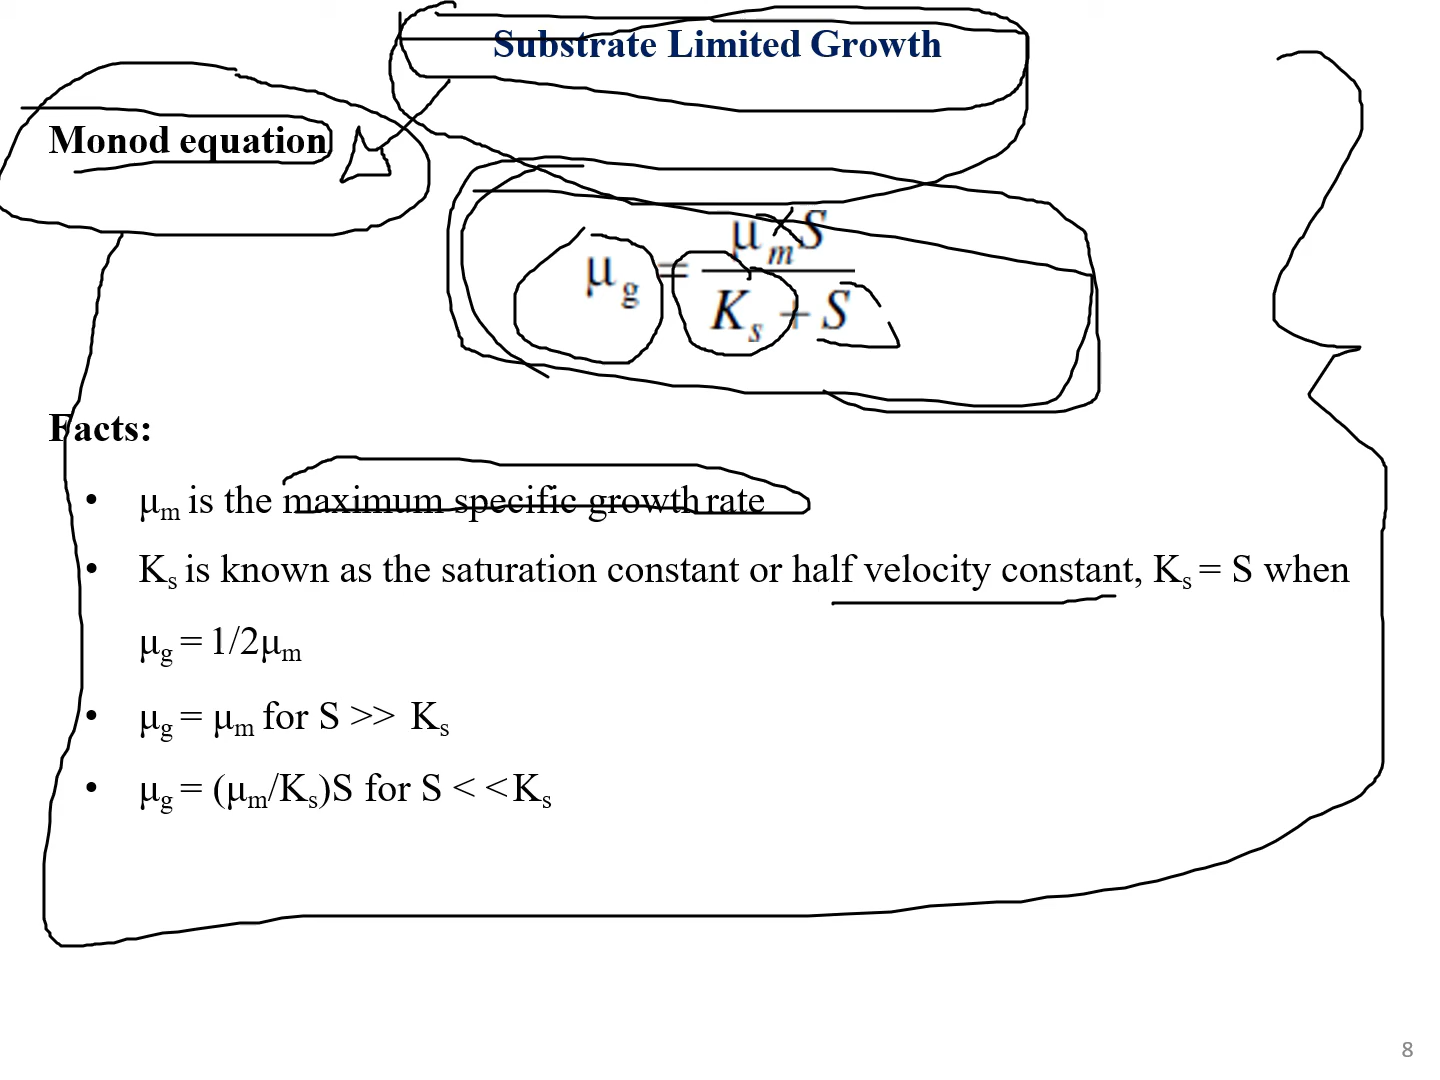 Substrate Limited Growth
Monod equation
μg = μmS / Ks + S
Facts:
• μm is the maximum specific growth rate
• Ks is known as the saturation constant or half velocity constant, Ks = S when
μg = 1/2μm
• μg = μm for S >> Ks
• μg = (μm/Ks)S for S < <Ks
8